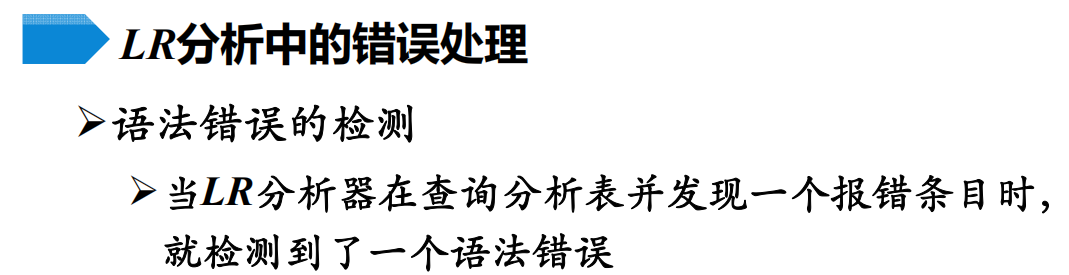 LR分析中的错误处理
➢语法错误的检测
➢当LR分析器在查询分析表并发现一个报错条目时，
就检测到了一个语法错误